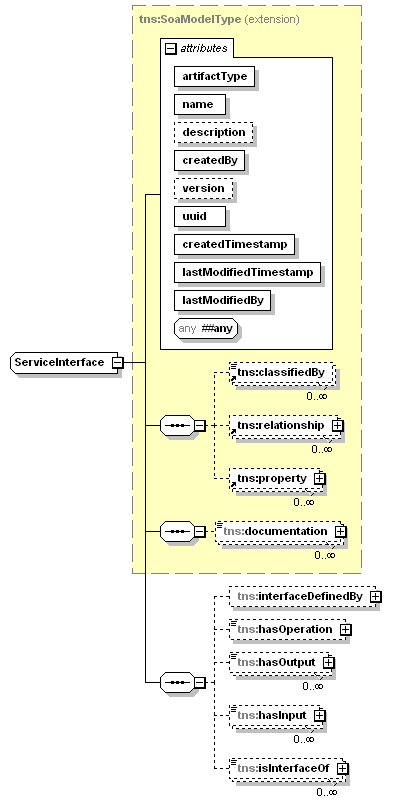 tns:SoaModelType (extension)
attributes
artifactType
name
description
createdBy
version
uuid
createdTimestamp
lastModifiedTimestamp
lastModifiedBy
any ##any
ServiceInterface
tns:classifiedBy
0..∞
tns:relationship
0..∞
tns:property
0..∞
tns:documentation
0..∞
tns:interfaceDefinedBy
tns:hasOperation
tns:hasOutput
0..∞
tns:hasInput
0..∞
tns:isInterfaceOf
0..∞